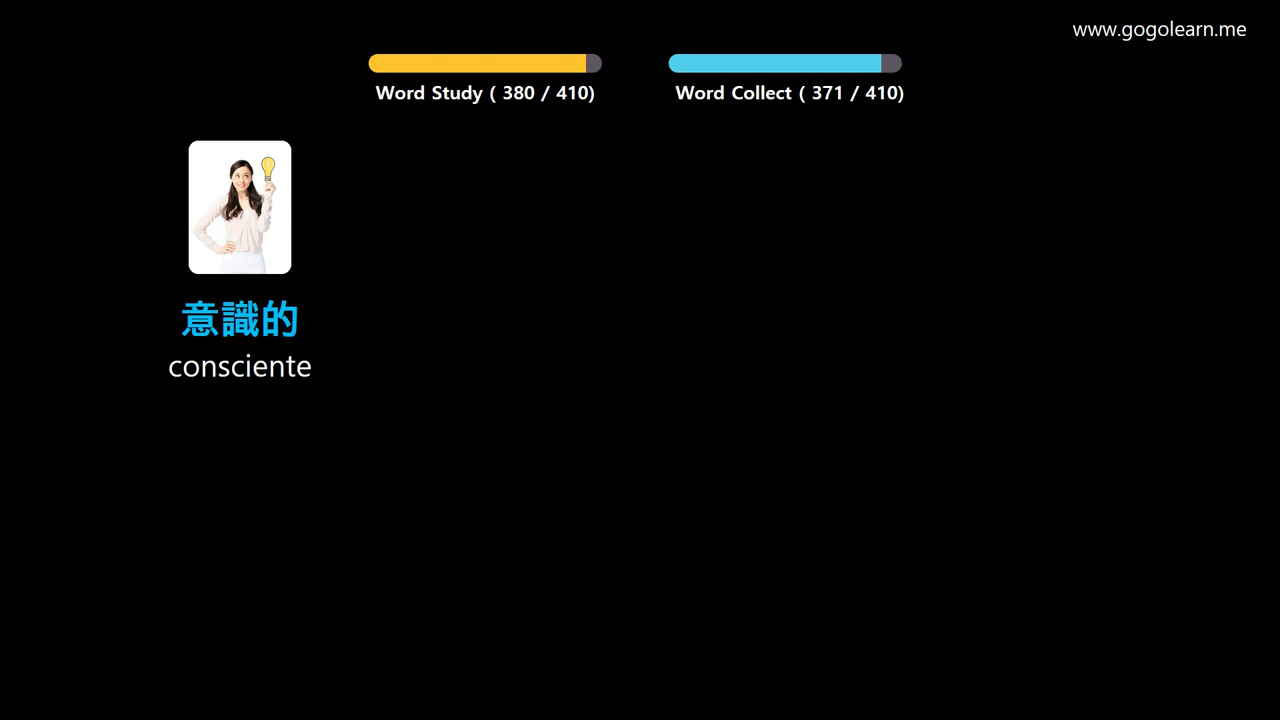 www.gogolearn.me
Word Study ( 380 / 410)
Word Collect ( 371 / 410)
意識的
consciente